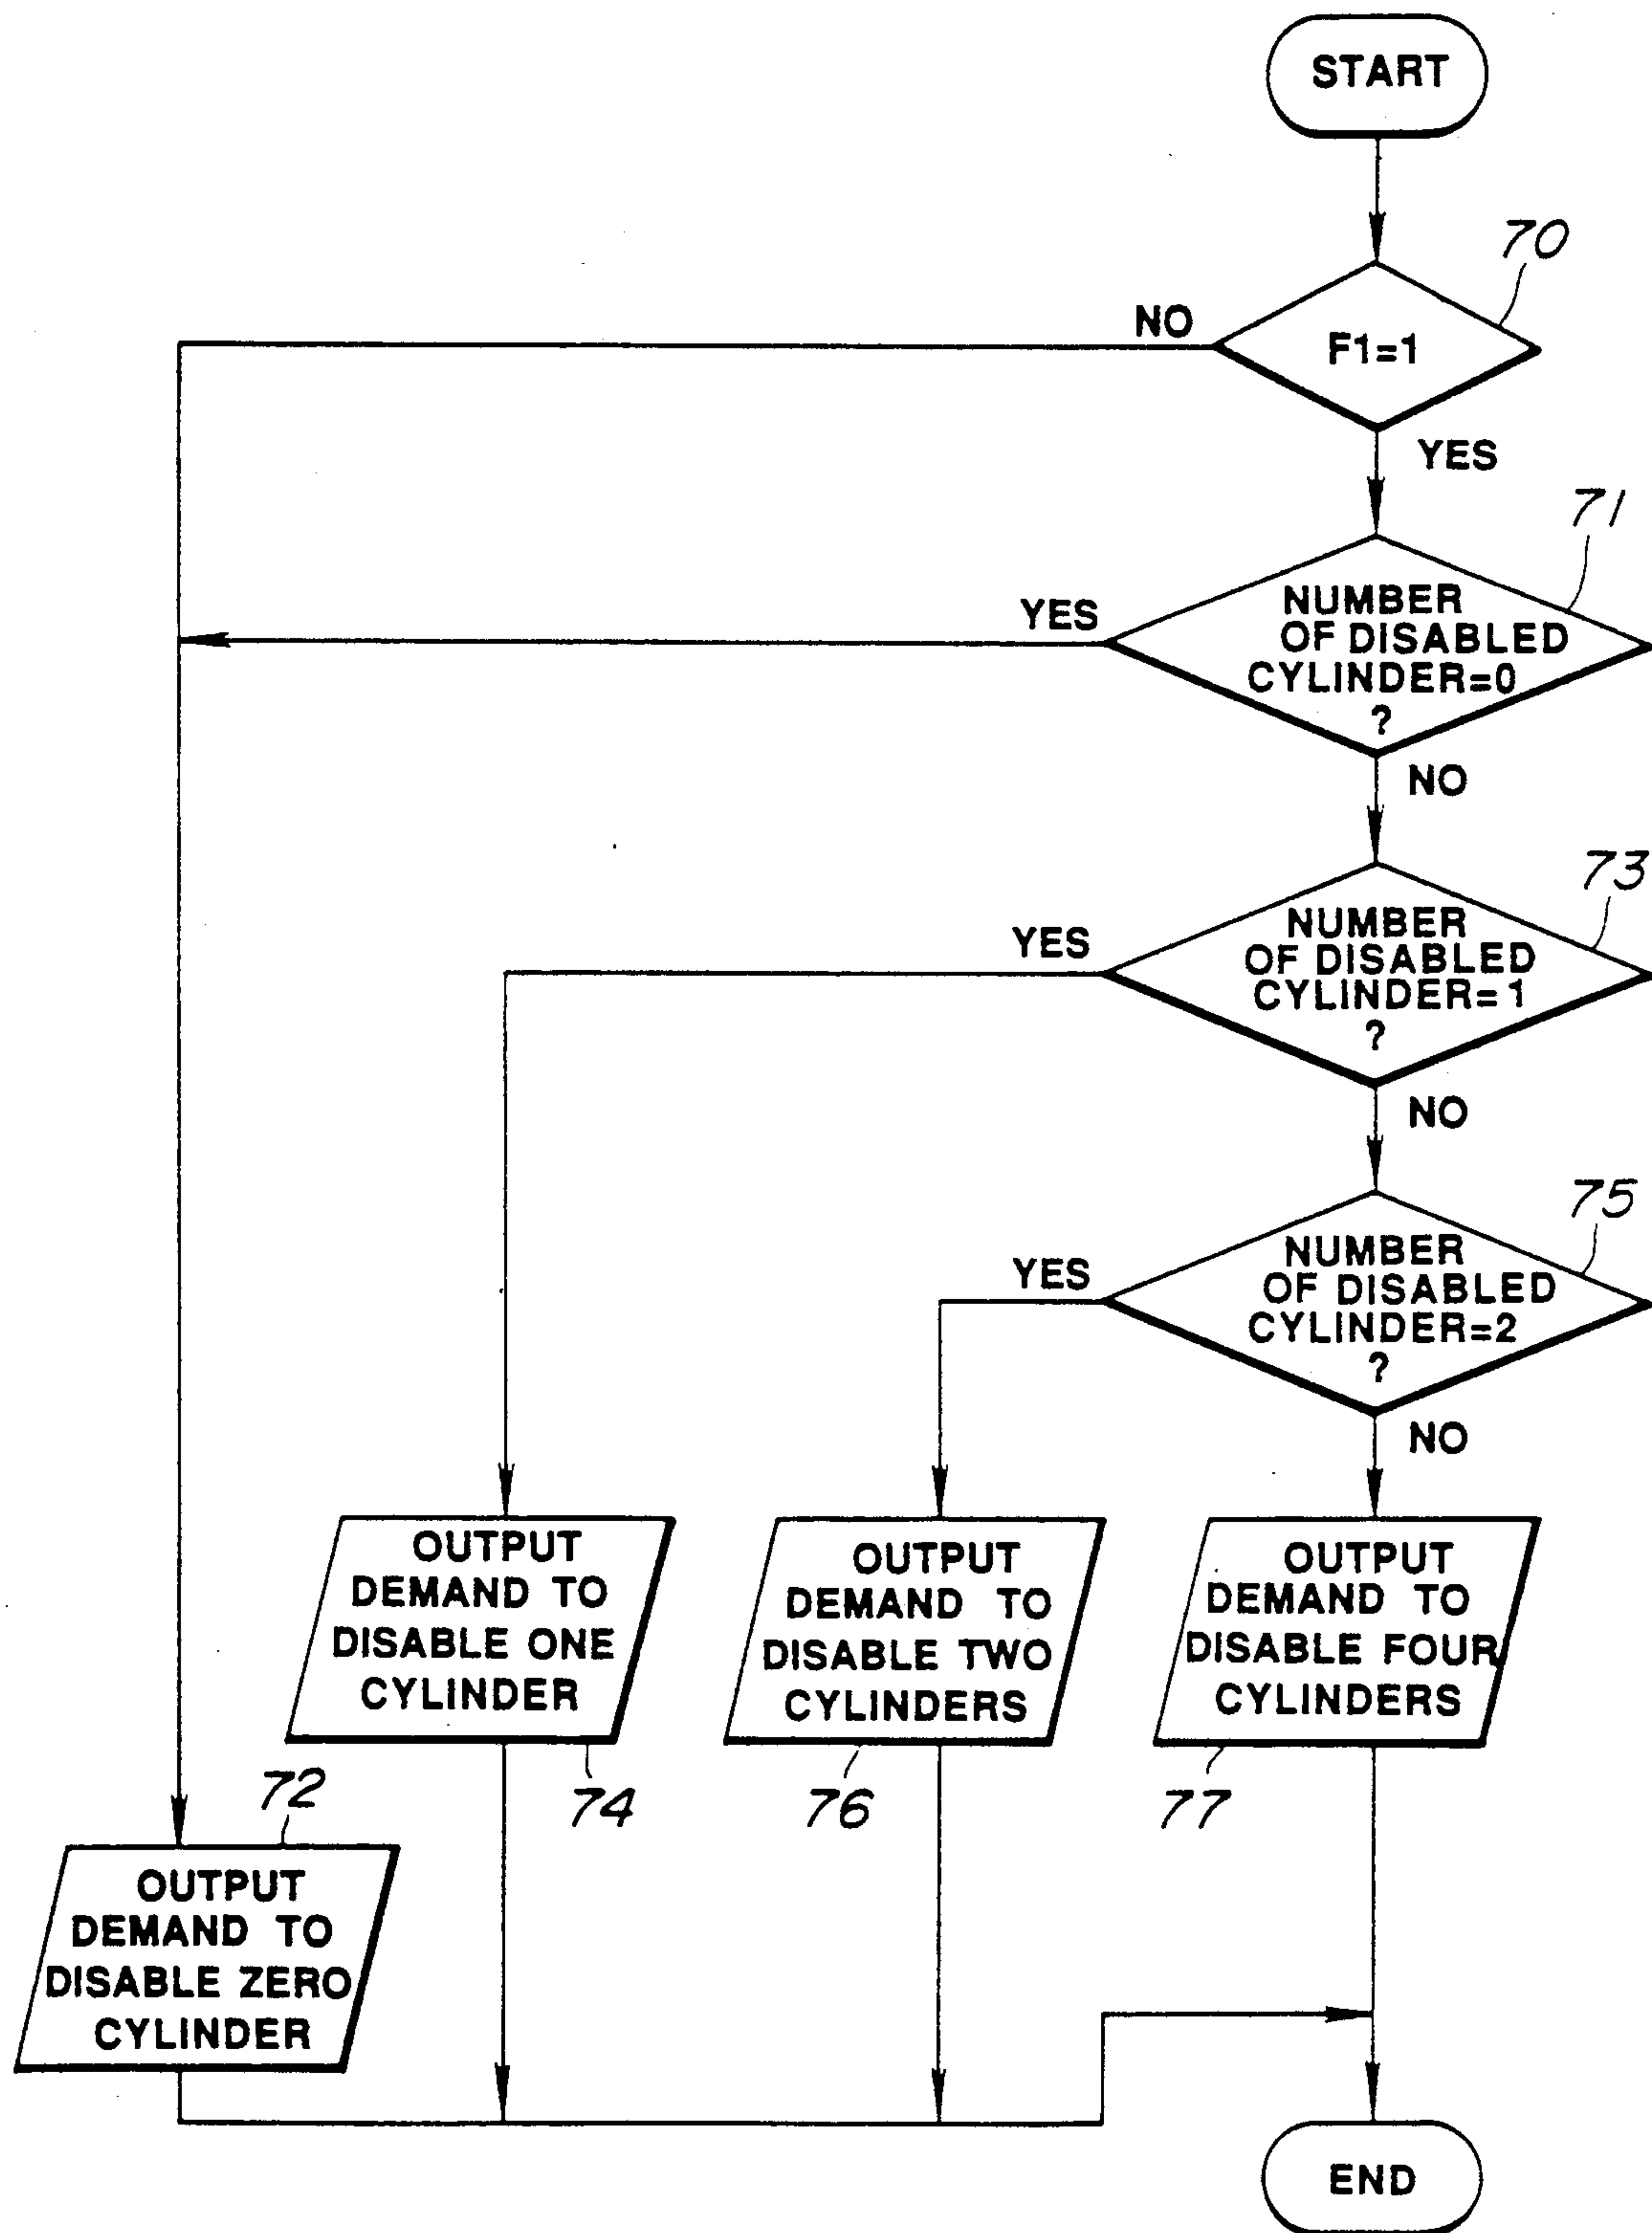 START
70
NO
F1=1
YES
71
YES
NUMBER
OF DISABLED
CYLINDER=0
?
NO
73
YES
NUMBER
OF DISABLED
CYLINDER=1
?
NO
75
YES
NUMBER
OF DISABLED
CYLINDER=2
?
NO
OUTPUT
DEMAND TO
DISABLE ONE
CYLINDER
74
OUTPUT
DEMAND TO
DISABLE TWO
CYLINDERS
76
OUTPUT
DEMAND TO
DISABLE FOUR
CYLINDERS
77
72
OUTPUT
DEMAND TO
DISABLE ZERO
CYLINDER
END